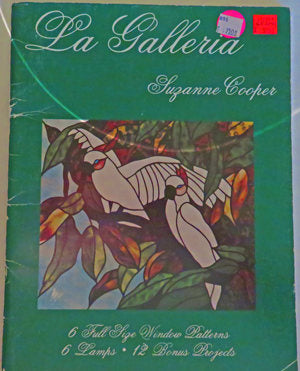 La Galleria
Suzanne Cooper
6 Full Size Window Patterns
6 Lamps • 12 Bonus Projects